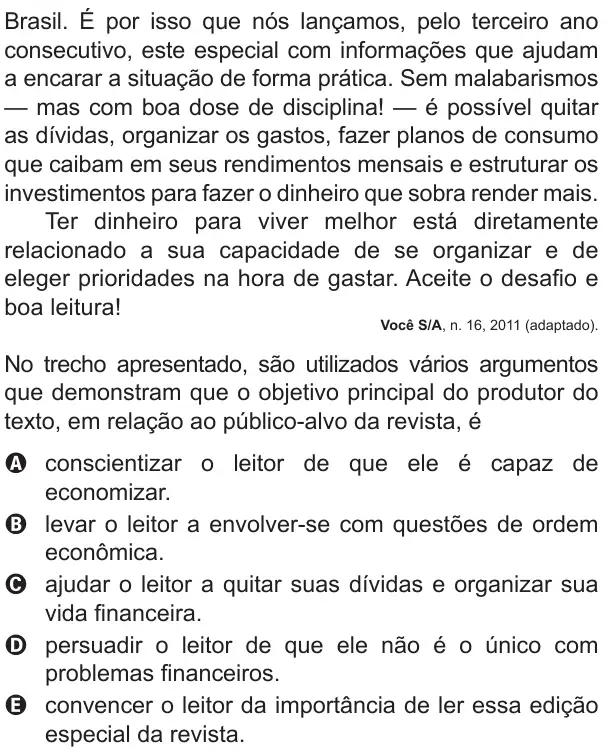 Brasil. É por isso que nós lançamos, pelo terceiro ano
consecutivo, este especial com informações que ajudam
a encarar a situação de forma prática. Sem malabarismos
— mas com boa dose de disciplina! — é possível quitar
as dívidas, organizar os gastos, fazer planos de consumo
que caibam em seus rendimentos mensais e estruturar os
investimentos para fazer o dinheiro que sobra render mais.
Ter dinheiro para viver melhor está diretamente
relacionado a sua capacidade de se organizar e de
eleger prioridades na hora de gastar. Aceite o desafio e
boa leitura!
Você S/A, n. 16, 2011 (adaptado).
No trecho apresentado, são utilizados vários argumentos
que demonstram que o objetivo principal do produtor do
texto, em relação ao público-alvo da revista, é
A conscientizar o leitor de que ele é capaz de
economizar.
B levar o leitor a envolver-se com questões de ordem
econômica.
C ajudar o leitor a quitar suas dívidas e organizar sua
vida financeira.
D persuadir o leitor de que ele não é o único com
problemas financeiros.
E convencer o leitor da importância de ler essa edição
especial da revista.